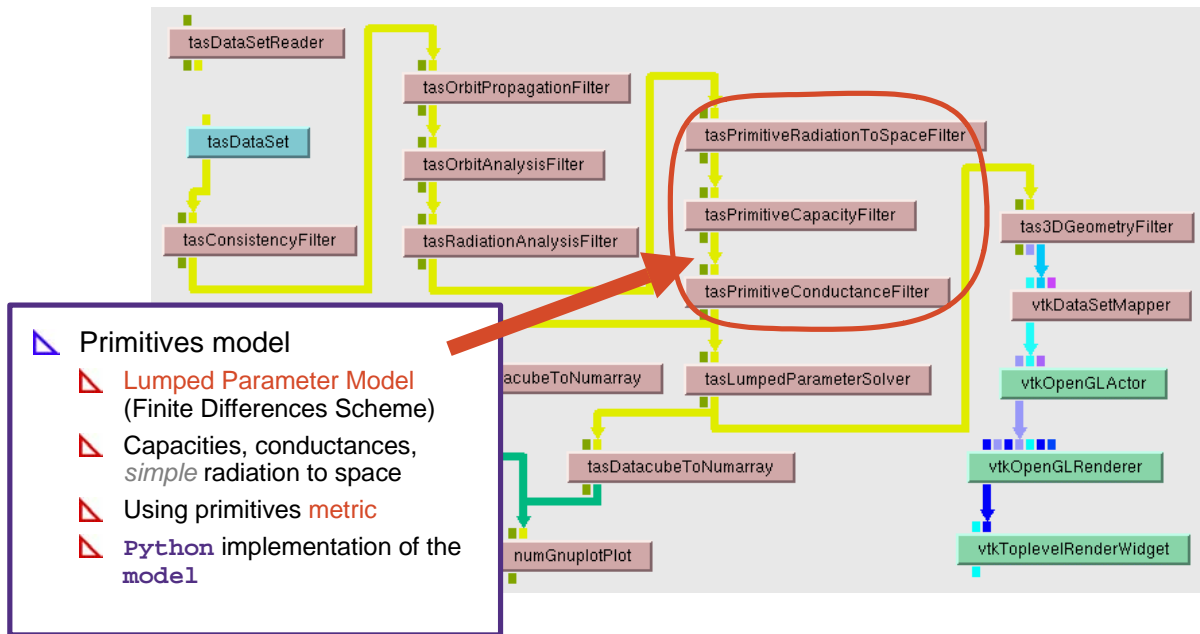 tasDataSetReader
tasDataSet
tasConsistencyFilter
tasOrbitPropagationFilter
tasOrbitAnalysisFilter
tasRadiationAnalysisFilter
tasPrimitiveRadiationToSpaceFilter
tasPrimitiveCapacityFilter
tasPrimitiveConductanceFilter
acubeToNumarray
tasLumpedParameterSolver
tasDatacubeToNumarray
numGnuplotPlot
tas3DGeometryFilter
vtkDataSetMapper
vtkOpenGLActor
vtkOpenGLRenderer
vtkToplevelRenderWidget
Primitives model
Lumped Parameter Model
(Finite Differences Scheme)
Capacities, conductances,
simple radiation to space
Using primitives metric
Python implementation of the
model